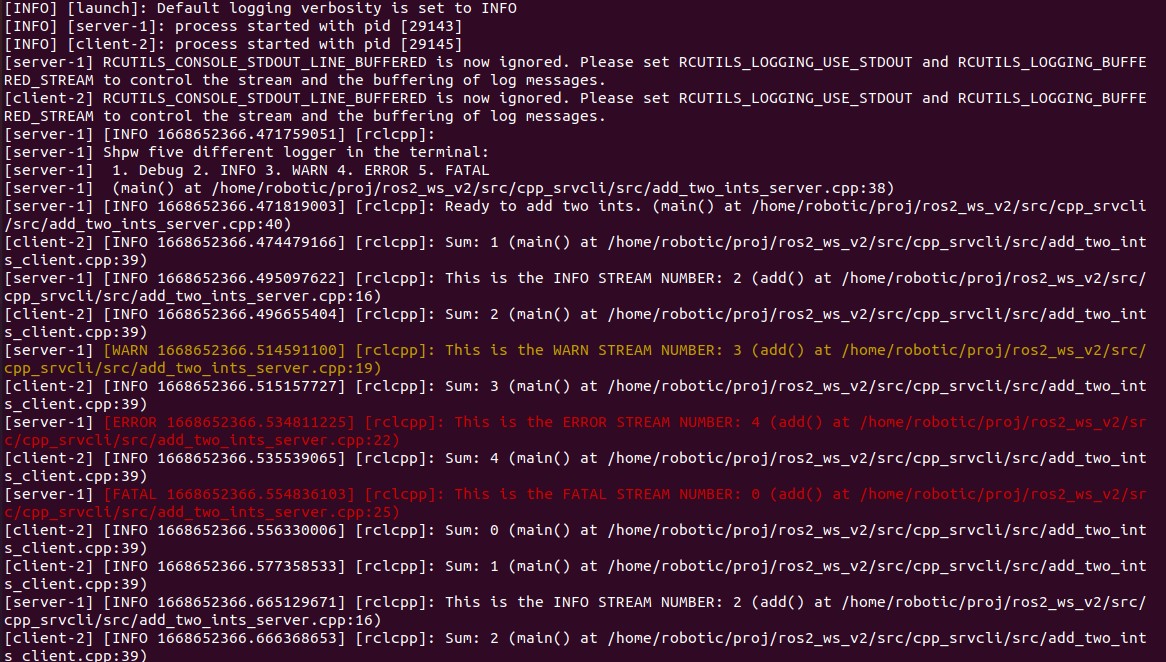 [INFO] [launch]: Default logging verbosity is set to INFO
[INFO] [server-1]: process started with pid [29143]
[INFO] [client-2]: process started with pid [29145]
[server-1] RCUTILS_CONSOLE_STDOUT_LINE_BUFFERED is now ignored. Please set RCUTILS_LOGGING_USE_STDOUT and RCUTILS_LOGGING_BUFFE
RED_STREAM to control the stream and the buffering of log messages.
[client-2] RCUTILS_CONSOLE_STDOUT_LINE_BUFFERED is now ignored. Please set RCUTILS_LOGGING_USE_STDOUT and RCUTILS_LOGGING_BUFFE
RED_STREAM to control the stream and the buffering of log messages.
[server-1] [INFO 1668652366.471759051] [rclcpp]:
[server-1] Shpw five different logger in the terminal:
[server-1]  1. Debug 2. INFO 3. WARN 4. ERROR 5. FATAL
[server-1]  (main() at /home/robotic/proj/ros2_ws_v2/src/cpp_srvcli/src/add_two_ints_server.cpp:38)
[server-1] [INFO 1668652366.471819003] [rclcpp]: Ready to add two ints. (main() at /home/robotic/proj/ros2_ws_v2/src/cpp_srvcli
/src/add_two_ints_server.cpp:40)
[client-2] [INFO 1668652366.474479166] [rclcpp]: Sum: 1 (main() at /home/robotic/proj/ros2_ws_v2/src/cpp_srvcli/src/add_two_int
s_client.cpp:39)
[server-1] [INFO 1668652366.495097622] [rclcpp]: This is the INFO STREAM NUMBER: 2 (add() at /home/robotic/proj/ros2_ws_v2/src/
cpp_srvcli/src/add_two_ints_server.cpp:16)
[client-2] [INFO 1668652366.496655404] [rclcpp]: Sum: 2 (main() at /home/robotic/proj/ros2_ws_v2/src/cpp_srvcli/src/add_two_int
s_client.cpp:39)
[server-1] [WARN 1668652366.514591100] [rclcpp]: This is the WARN STREAM NUMBER: 3 (add() at /home/robotic/proj/ros2_ws_v2/src/
cpp_srvcli/src/add_two_ints_server.cpp:19)
[client-2] [INFO 1668652366.515157727] [rclcpp]: Sum: 3 (main() at /home/robotic/proj/ros2_ws_v2/src/cpp_srvcli/src/add_two_int
s_client.cpp:39)
[server-1] [ERROR 1668652366.534811225] [rclcpp]: This is the ERROR STREAM NUMBER: 4 (add() at /home/robotic/proj/ros2_ws_v2/sr
c/cpp_srvcli/src/add_two_ints_server.cpp:22)
[client-2] [INFO 1668652366.535539065] [rclcpp]: Sum: 4 (main() at /home/robotic/proj/ros2_ws_v2/src/cpp_srvcli/src/add_two_int
s_client.cpp:39)
[server-1] [FATAL 1668652366.554836103] [rclcpp]: This is the FATAL STREAM NUMBER: 0 (add() at /home/robotic/proj/ros2_ws_v2/sr
c/cpp_srvcli/src/add_two_ints_server.cpp:25)
[client-2] [INFO 1668652366.556330006] [rclcpp]: Sum: 0 (main() at /home/robotic/proj/ros2_ws_v2/src/cpp_srvcli/src/add_two_int
s_client.cpp:39)
[client-2] [INFO 1668652366.577358533] [rclcpp]: Sum: 1 (main() at /home/robotic/proj/ros2_ws_v2/src/cpp_srvcli/src/add_two_int
s_client.cpp:39)
[server-1] [INFO 1668652366.665129671] [rclcpp]: This is the INFO STREAM NUMBER: 2 (add() at /home/robotic/proj/ros2_ws_v2/src/
cpp_srvcli/src/add_two_ints_server.cpp:16)
[client-2] [INFO 1668652366.666368653] [rclcpp]: Sum: 2 (main() at /home/robotic/proj/ros2_ws_v2/src/cpp_srvcli/src/add_two_int
s_client.cpp:39)